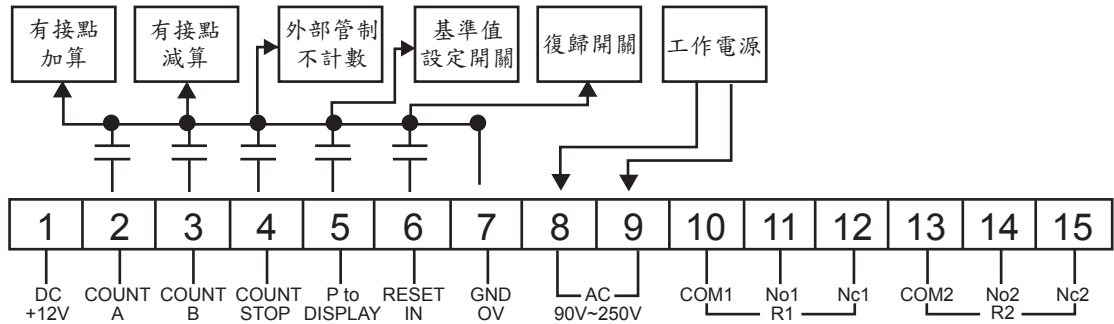 有接點
加算
有接點
減算
外部管制
不計數
基準值
設定開關
復歸開關
工作電源
1 2 3 4 5 6 7 8 9 10 11 12 13 14 15
DC
+12V
COUNT
A
COUNT
B
COUNT
STOP
P to
DISPLAY
RESET
IN
GND
OV
AC
90V~250V
COM1 No1 Nc1
R1
COM2 No2 Nc2
R2